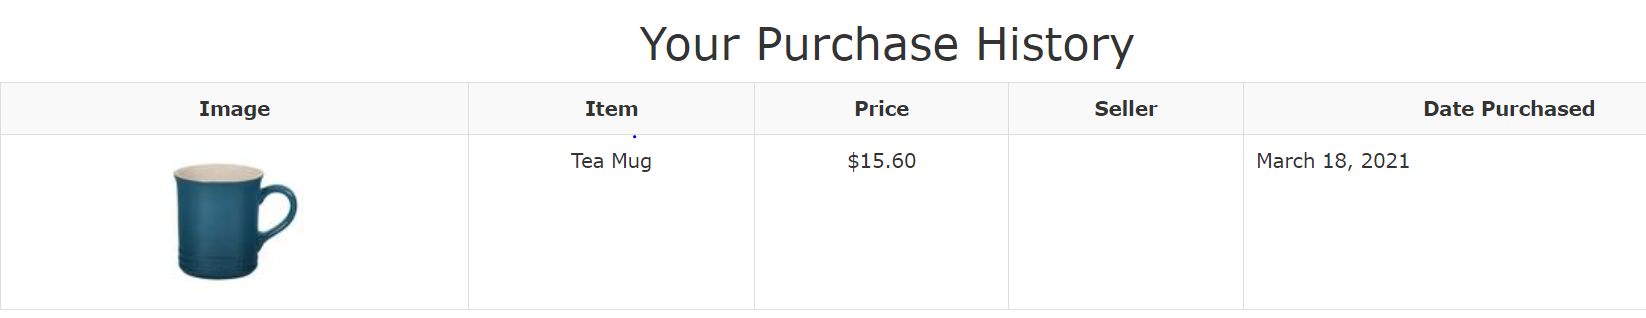 Your Purchase History
Image Item Price Seller Date Purchased
Tea Mug $15.60 March 18, 2021